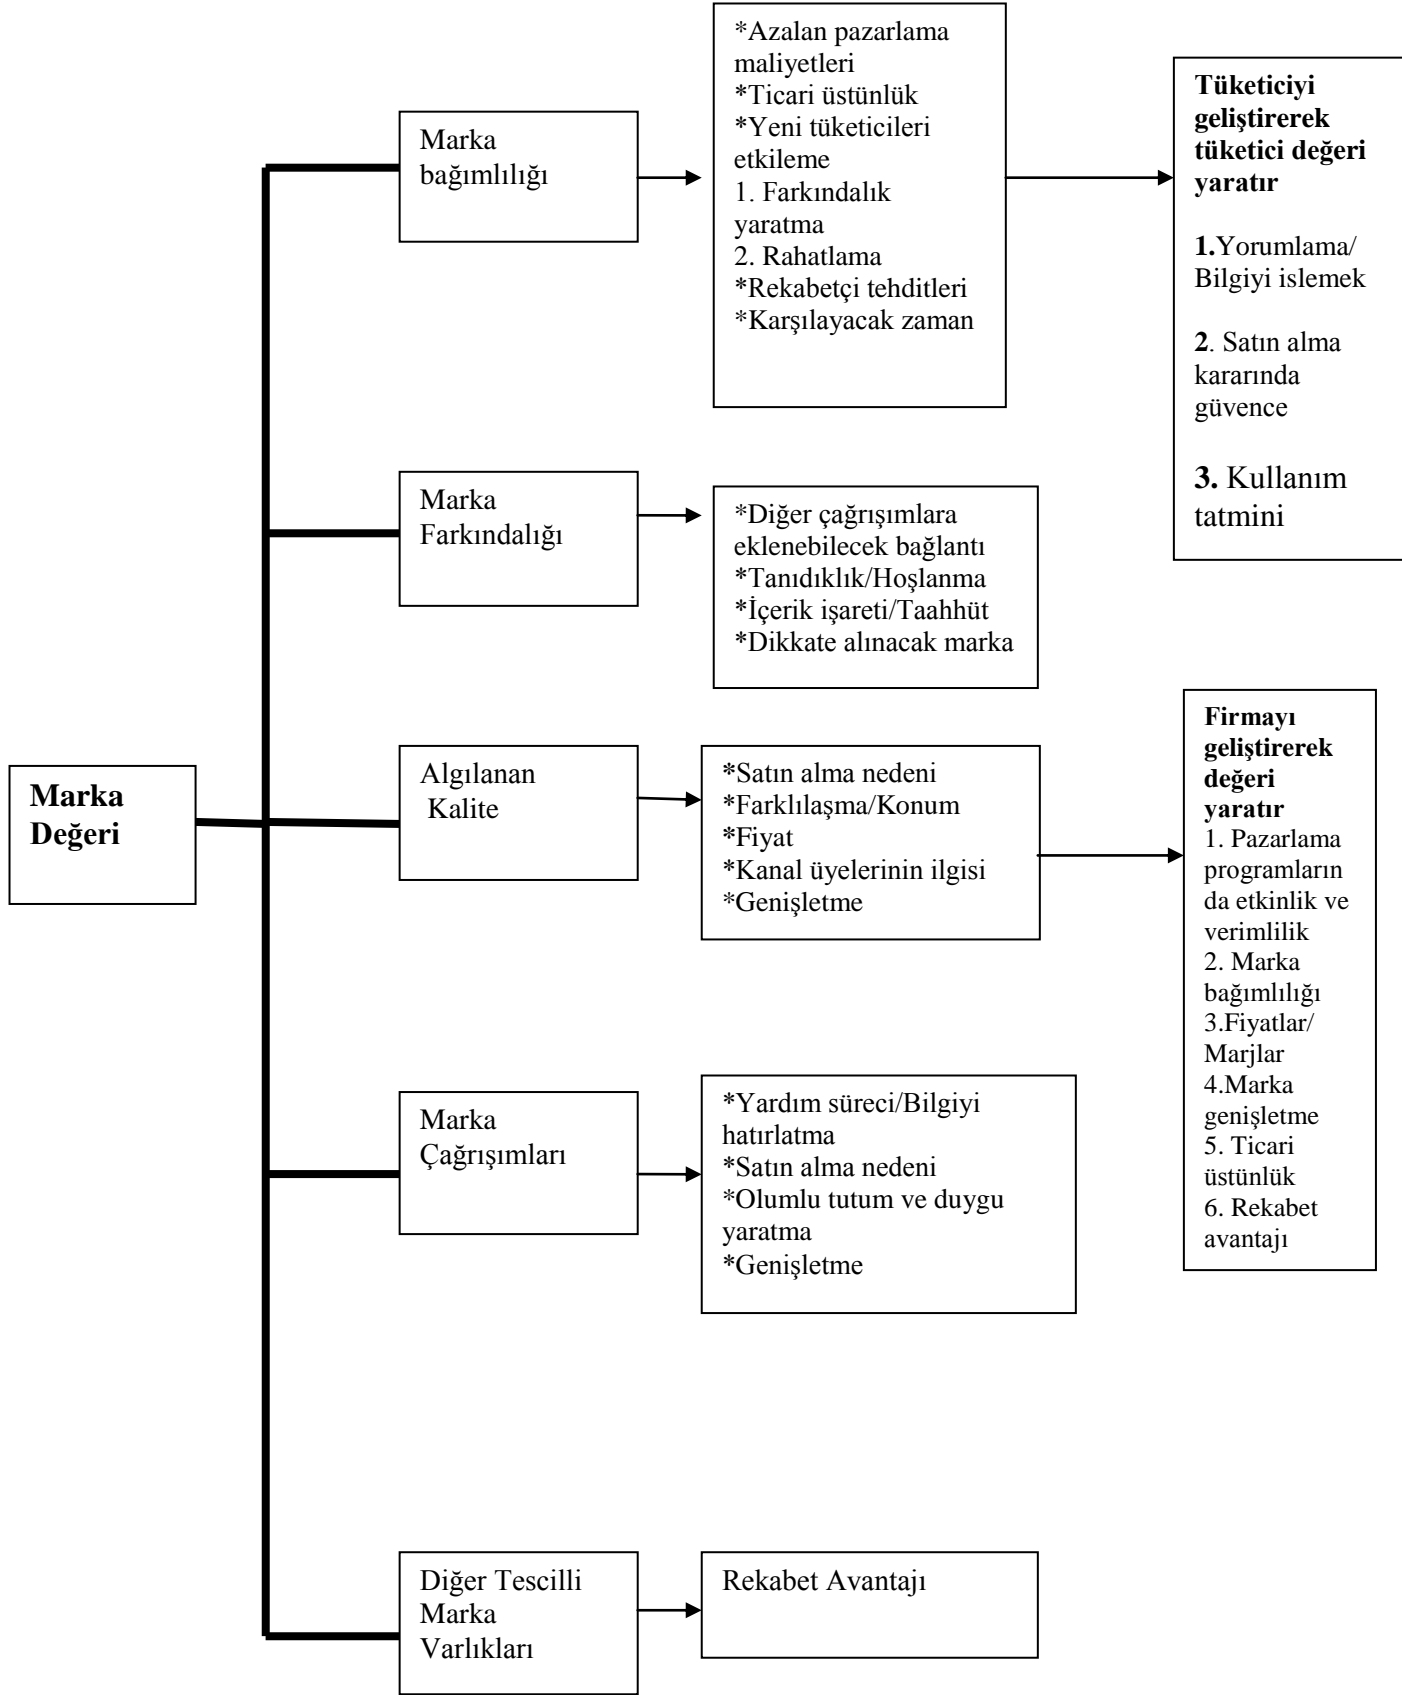 Marka
Değeri
Marka
bağımlılığı
*Azalan pazarlama
maliyetleri
*Ticari üstünlük
*Yeni tüketicileri
etkileme
1. Farkındalık
yaratma
2. Rahatlama
*Rekabetçi tehditleri
*Karşılayacak zaman
Tüketiciyi
geliştirerek
tüketici değeri
yaratır
1.Yorumlama/
Bilgiyi islemek
2. Satın alma
kararında
güvence
3. Kullanım
tatmini
Marka
Farkındalığı
*Diğer çağrışımlara
eklenebilecek bağlantı
*Tanıdıklık/Hoşlanma
*İçerik işareti/Taahhüt
*Dikkate alınacak marka
Algılanan
Kalite
*Satın alma nedeni
*Farklılaşma/Konum
*Fiyat
*Kanal üyelerinin ilgisi
*Genişletme
Firmayı
geliştirerek
değeri
yaratır
1. Pazarlama
programların
da etkinlik ve
verimlilik
2. Marka
bağımlılığı
3.Fiyatlar/
Marjlar
4.Marka
genişletme
5. Ticari
üstünlük
6. Rekabet
avantajı
Marka
Çağrışımları
*Yardım süreci/Bilgiyi
hatırlatma
*Satın alma nedeni
*Olumlu tutum ve duygu
yaratma
*Genişletme
Diğer Tescilli
Marka
Varlıkları
Rekabet Avantajı